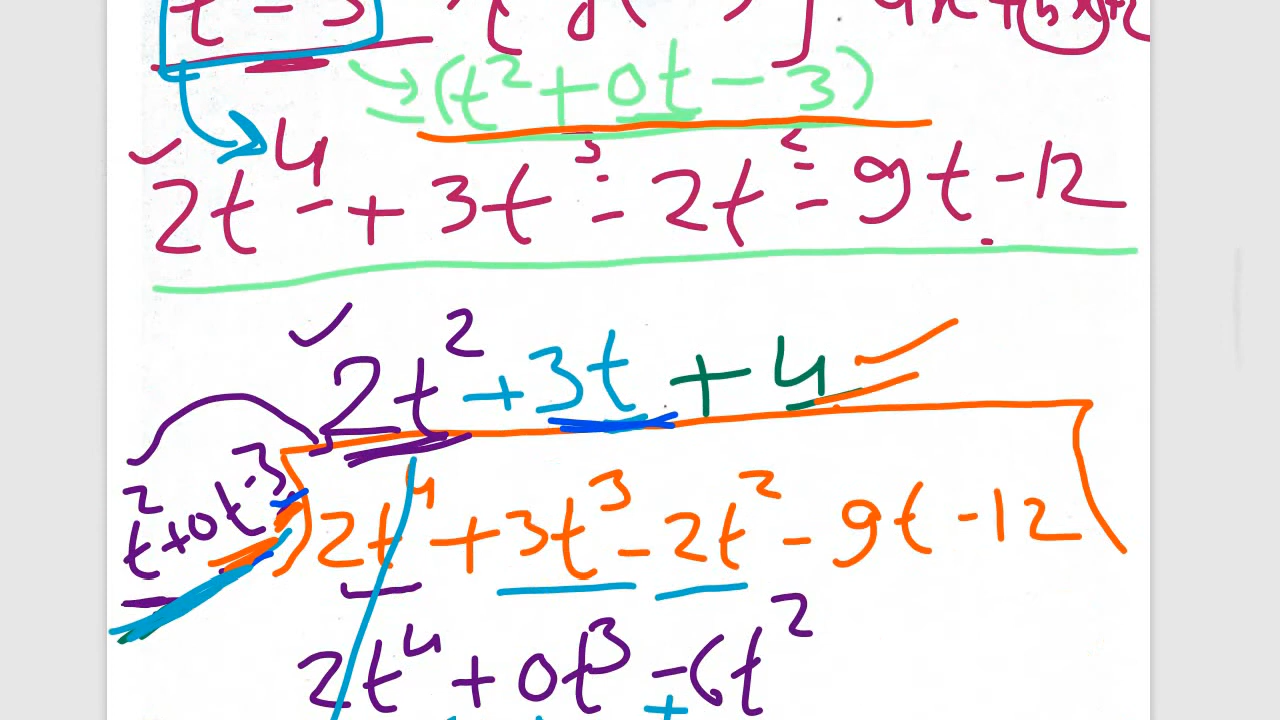 t² - 3
→ (t² + 0t - 3)
2t⁴ + 3t³ - 2t² - 9t - 12
2t² + 3t + 4
t² + 0t - 3 ) 2t⁴ + 3t³ - 2t² - 9t - 12
2t⁴ + 0t³ - 6t²